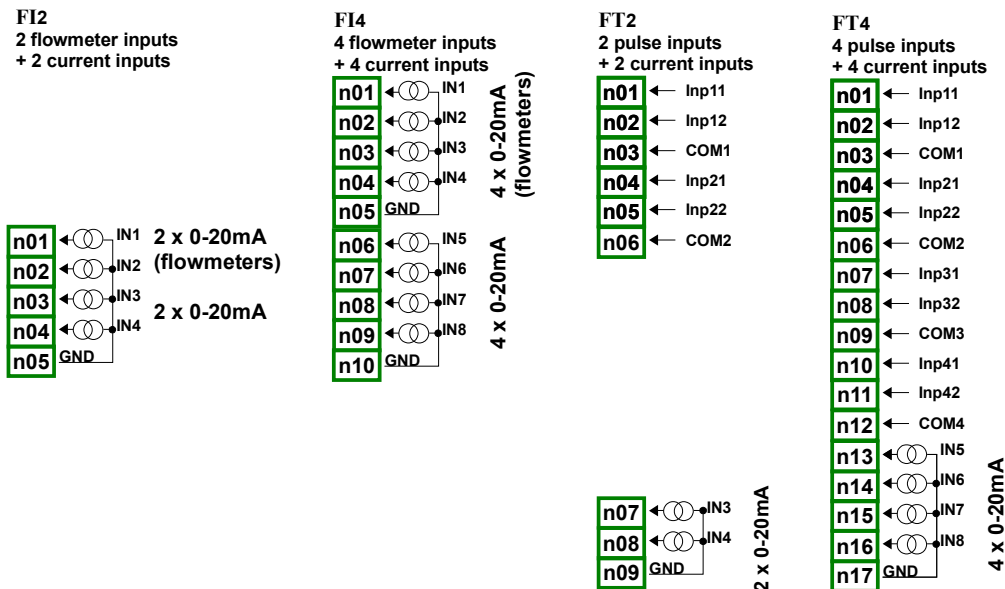 FI2
2 flowmeter inputs
+ 2 current inputs
n01 IN1
n02 IN2
n03 IN3
n04 IN4
n05 GND
2 x 0-20mA
(flowmeters)
2 x 0-20mA
FI4
4 flowmeter inputs
+ 4 current inputs
n01 IN1
n02 IN2
n03 IN3
n04 IN4
n05 GND
4 x 0-20mA
(flowmeters)
n06 IN5
n07 IN6
n08 IN7
n09 IN8
n10 GND
4 x 0-20mA
FT2
2 pulse inputs
+ 2 current inputs
n01 Inp11
n02 Inp12
n03 COM1
n04 Inp21
n05 Inp22
n06 COM2
n07 IN3
n08 IN4
n09 GND
2 x 0-20mA
FT4
4 pulse inputs
+ 4 current inputs
n01 Inp11
n02 Inp12
n03 COM1
n04 Inp21
n05 Inp22
n06 COM2
n07 Inp31
n08 Inp32
n09 COM3
n10 Inp41
n11 Inp42
n12 COM4
n13 IN5
n14 IN6
n15 IN7
n16 IN8
n17 GND
4 x 0-20mA